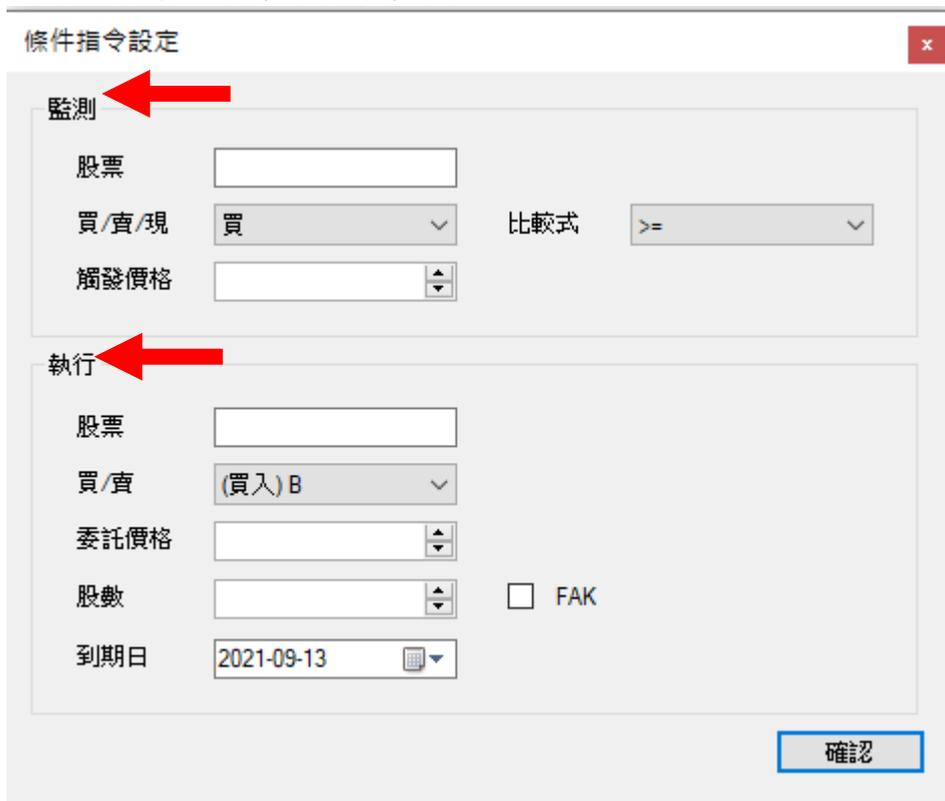 條件指令設定
x
監測
股票
買/賣/現 買 比較式 >=
觸發價格
執行
股票
買/賣 (買入) B
委託價格
股數 FAK
到期日 2021-09-13
確認